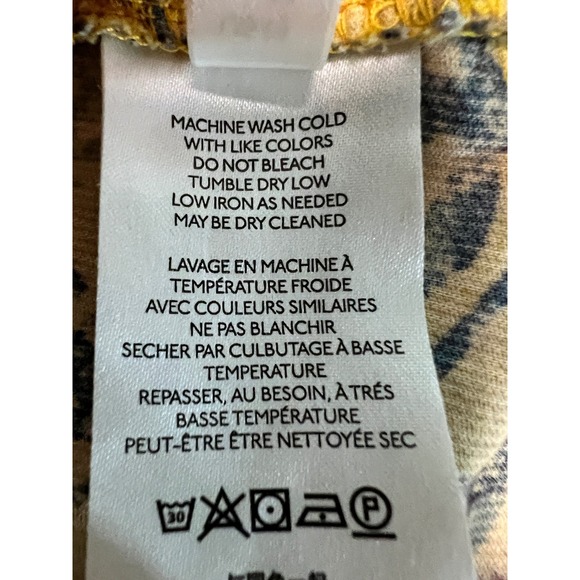 MACHINE WASH COLD
WITH LIKE COLORS
DO NOT BLEACH
TUMBLE DRY LOW
LOW IRON AS NEEDED
MAY BE DRY CLEANED
LAVAGE EN MACHINE À
TEMPÉRATURE FROIDE
AVEC COULEURS SIMILAIRES
NE PAS BLANCHIR
SECHER PAR CULBUTAGE À BASSE
TEMPERATURE
REPASSER, AU BESOIN, À TRÉS
BASSE TEMPÉRATURE
PEUT-ÊTRE ÊTRE NETTOYÉE SEC
30 P